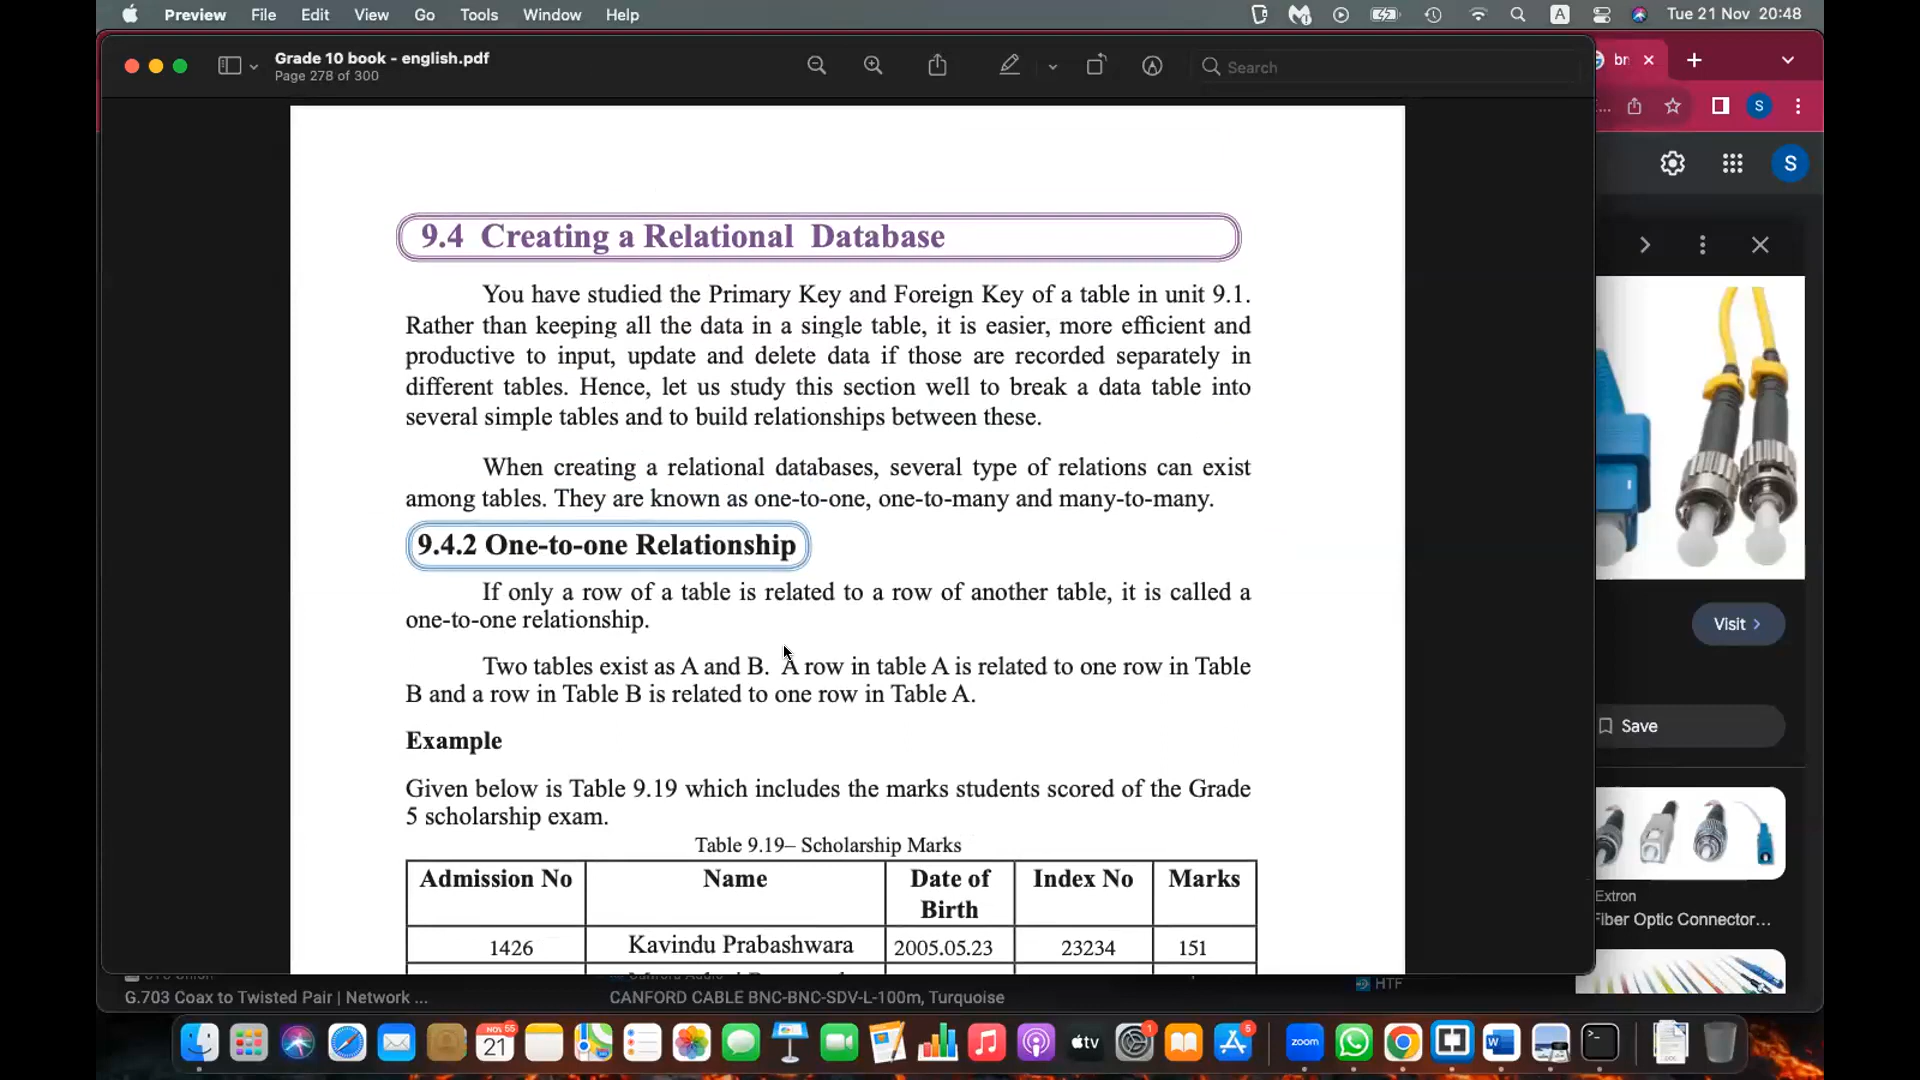 Preview File Edit View Go Tools Window Help
A
Tue 21 Nov 20:48
Grade 10 book - english.pdf
Page 278 of 300
Search
br
S
S
9.4 Creating a Relational Database
You have studied the Primary Key and Foreign Key of a table in unit 9.1.
Rather than keeping all the data in a single table, it is easier, more efficient and
productive to input, update and delete data if those are recorded separately in
different tables. Hence, let us study this section well to break a data table into
several simple tables and to build relationships between these.
When creating a relational databases, several type of relations can exist
among tables. They are known as one-to-one, one-to-many and many-to-many.
9.4.2 One-to-one Relationship
If only a row of a table is related to a row of another table, it is called a
one-to-one relationship.
Two tables exist as A and B. A row in table A is related to one row in Table
B and a row in Table B is related to one row in Table A.
Example
Given below is Table 9.19 which includes the marks students scored of the Grade
5 scholarship exam.
Table 9.19– Scholarship Marks
Admission No Name Date of Birth Index No Marks
1426 Kavindu Prabashwara 2005.05.23 23234 151
Visit
Save
Extron
Fiber Optic Connector...
G.703 Coax to Twisted Pair | Network ...
CANFORD CABLE BNC-BNC-SDV-L-100m, Turquoise
HTF
NOV 55
21
tv
1
5
zoom
W